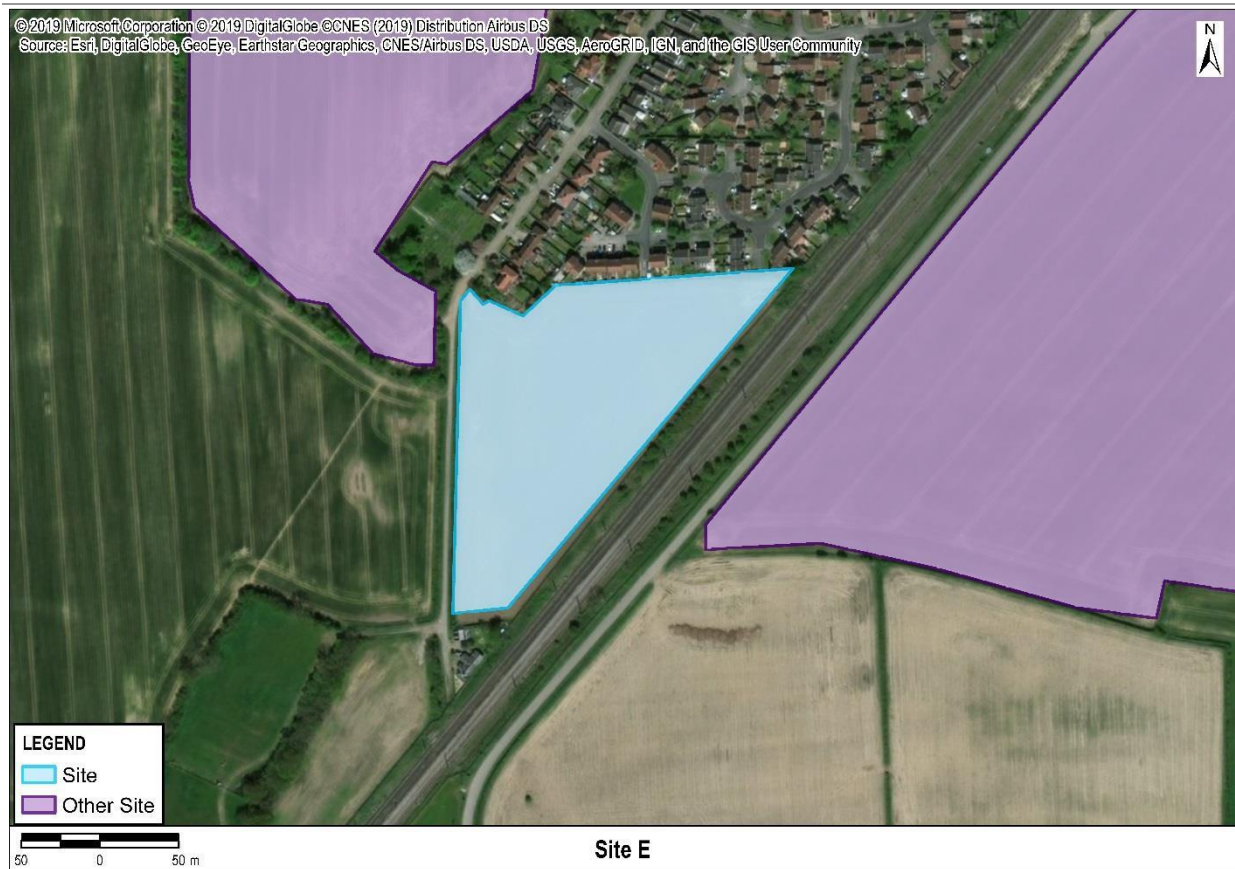 © 2019 Microsoft Corporation © 2019 DigitalGlobe ©CNES (2019) Distribution Airbus DS
Source: Esri, DigitalGlobe, GeoEye, Earthstar Geographics, CNES/Airbus DS, USDA, USGS, AeroGRID, IGN, and the GIS User Community
N
LEGEND
Site
Other Site
50 0 50 m
Site E